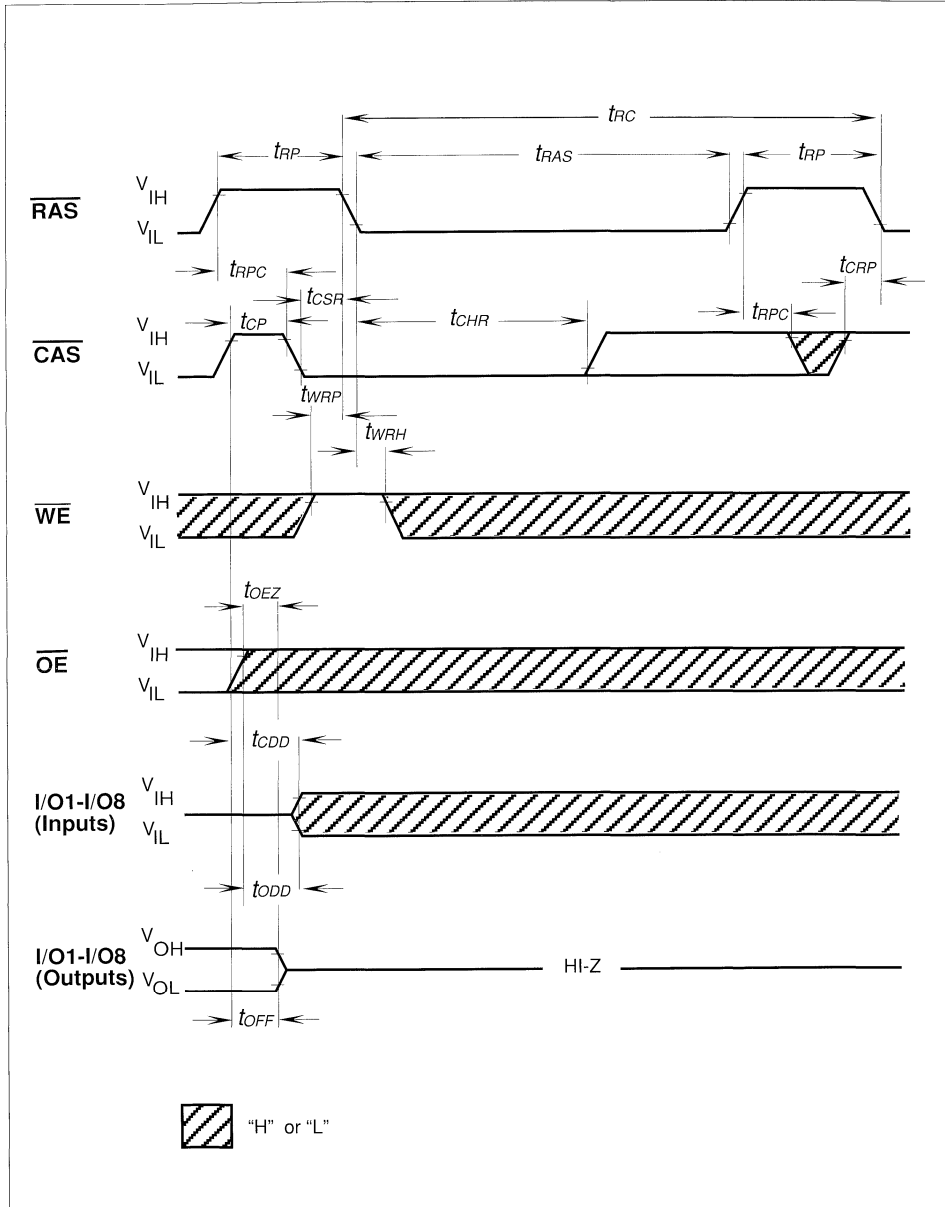 tRC
tRP tRAS tRP
RAS VIH
VIL
tRPC tCRP
tCSR
tCP tCHR tRPC
CAS VIH
VIL
tWRP
tWRH
WE VIH
VIL
tOEZ
OE VIH
VIL
tCDD
I/O1-I/O8 VIH
(Inputs) VIL
tODD
I/O1-I/O8 VOH
HI-Z
(Outputs) VOL
tOFF
"H" or "L"